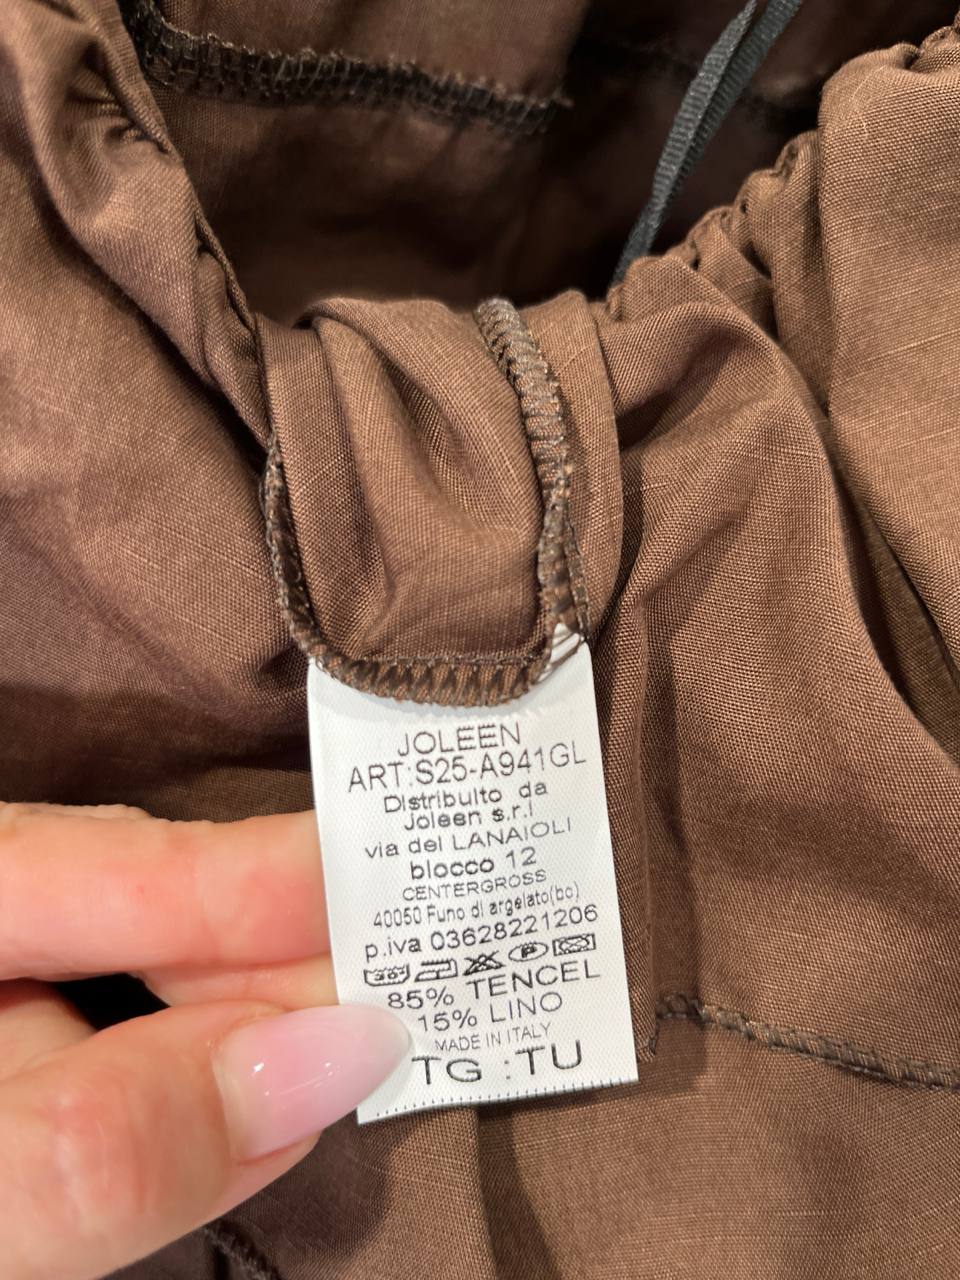 JOLEEN
ART:S25-A941GL
Distribuito da
Joleen s.r.l
via dei LANAIOLI
blocco 12
CENTERGROSS
40050 Funo di argelato(bo)
p.iva 03628221206
P
85% TENCEL
15% LINO
MADE IN ITALY
TG :TU